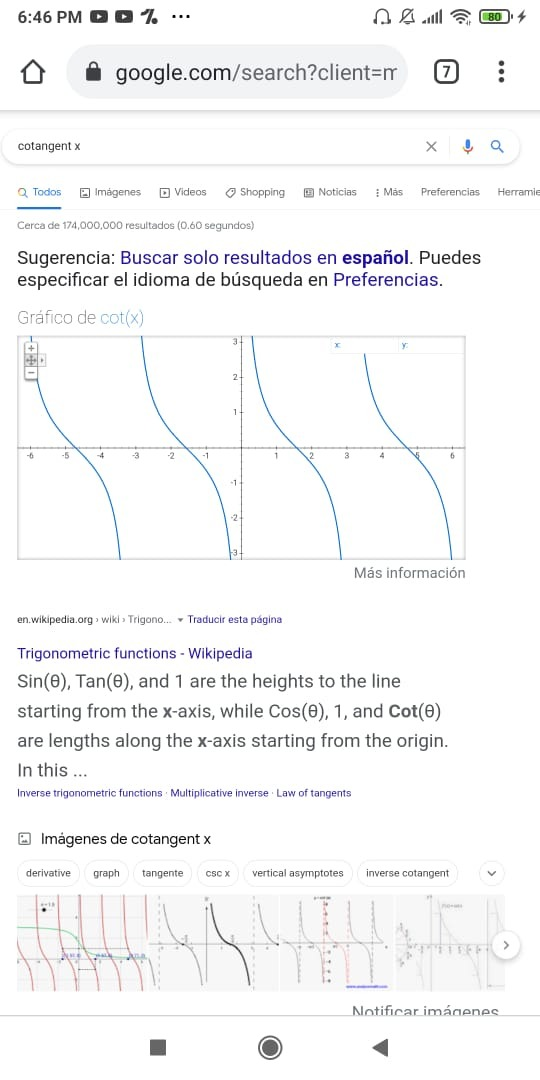 6:46 PM
80
google.com/search?client=m
7
cotangent x
Todos Imágenes Videos Shopping Noticias Más Preferencias Herramie
Cerca de 174,000,000 resultados (0.60 segundos)
Sugerencia: Buscar solo resultados en español. Puedes
especificar el idioma de búsqueda en Preferencias.
Gráfico de cot(x)
x: y:
3
2
1
-6 -5 -4 -3 -2 -1 1 2 3 4 5 6
-1
-2
-3
Más información
en.wikipedia.org › wiki › Trigono... Traducir esta página
Trigonometric functions - Wikipedia
Sin(θ), Tan(θ), and 1 are the heights to the line
starting from the x-axis, while Cos(θ), 1, and Cot(θ)
are lengths along the x-axis starting from the origin.
In this ...
Inverse trigonometric functions · Multiplicative inverse · Law of tangents
Imágenes de cotangent x
derivative graph tangente csc x vertical asymptotes inverse cotangent
Notificar imágenes